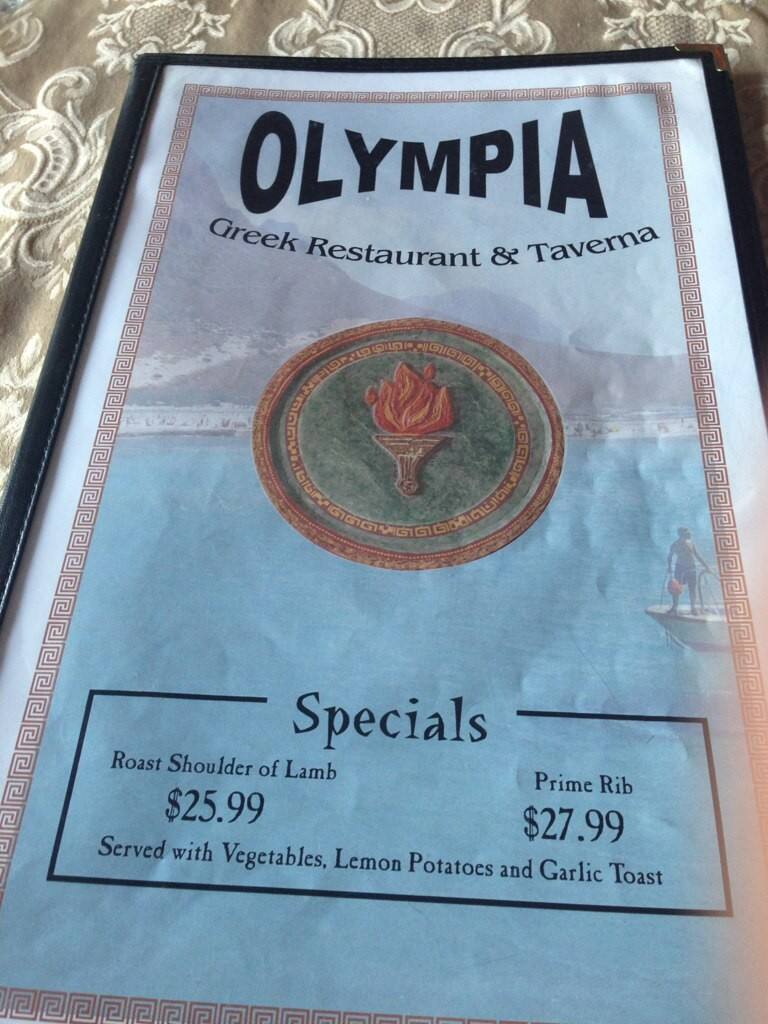 OLYMPIA
Greek Restaurant & Taverna
Specials
Roast Shoulder of Lamb
$25.99
Prime Rib
$27.99
Served with Vegetables, Lemon Potatoes and Garlic Toast